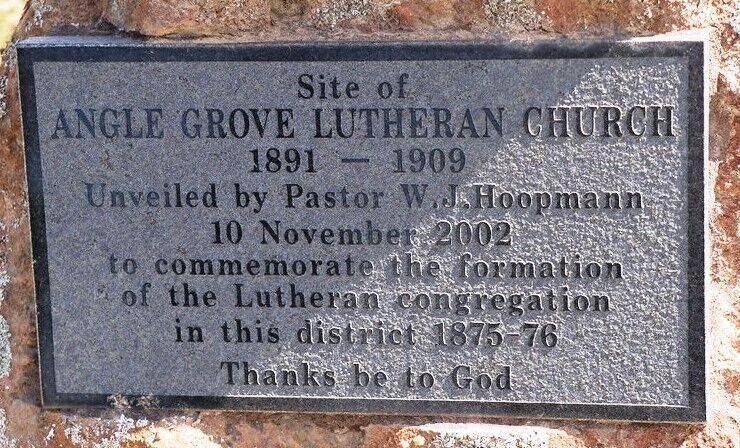 Site of
ANGLE GROVE LUTHERAN CHURCH
1891 — 1909
Unveiled by Pastor W.J.Hoopmann
10 November 2002
to commemorate the formation
of the Lutheran congregation
in this district 1875-76
Thanks be to God